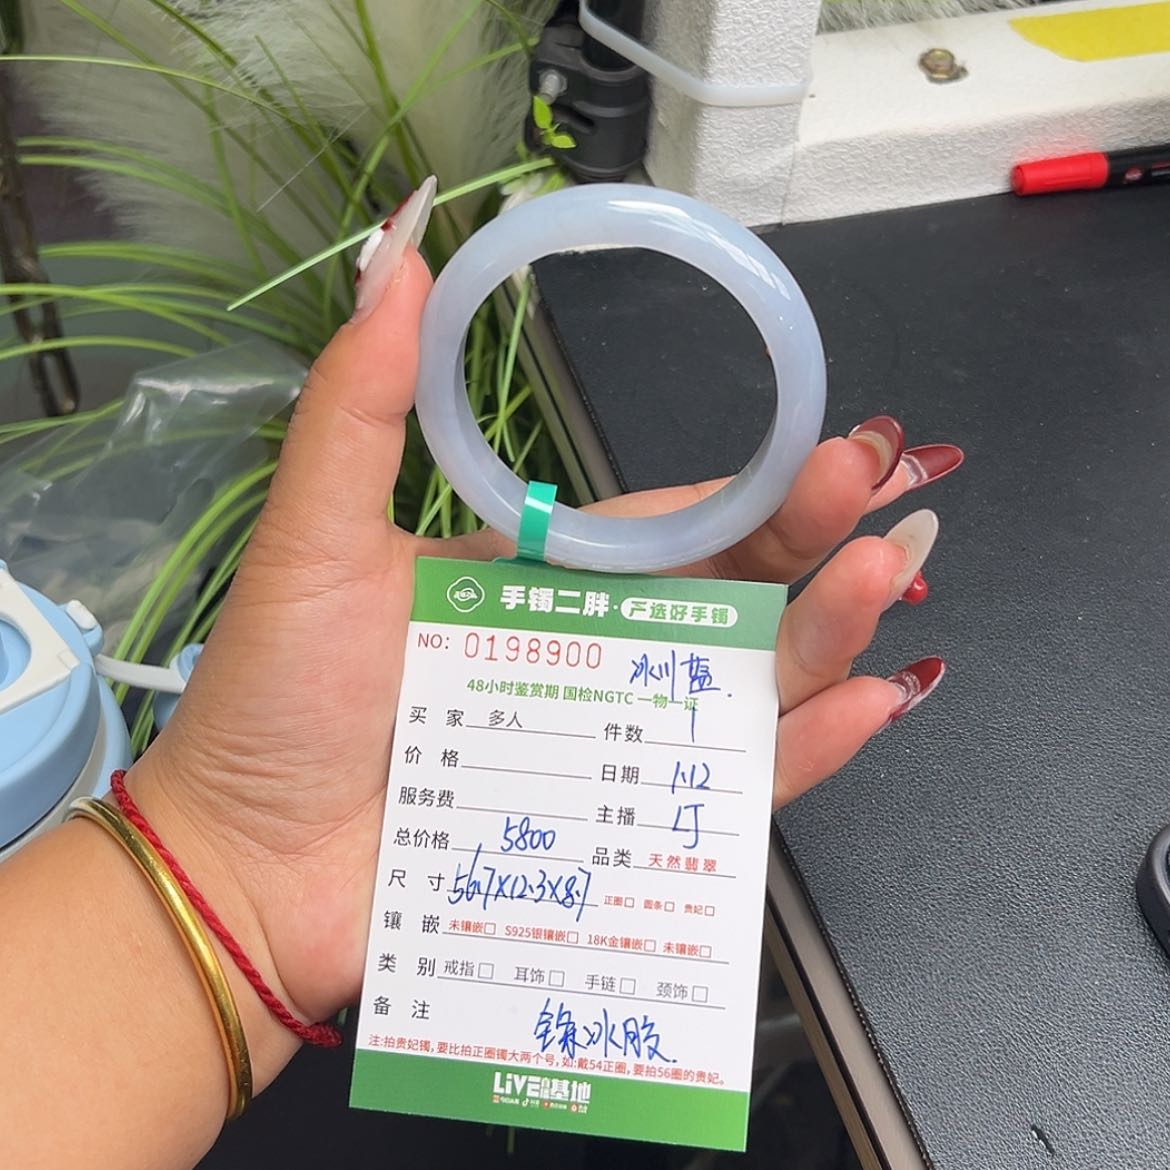 手镯二胖·严选好手镯
NO: 0198900
冰川蓝.
48小时鉴赏期 国检NGTC 一物一证
买 家 多人 件数 1
价 格 日期 1.12
服务费 主播 LJ
总价格 5800 品类 天然翡翠
尺 寸 56.7X12.3X8.7 正圈□ 圆条□ 贵妃□
镶 嵌 未镶嵌□ S925银镶嵌□ 18K金镶嵌□ 未镶嵌□
类 别 戒指□ 耳饰□ 手链□ 颈饰□
备 注 冰胶.
注:拍贵妃镯,要比拍正圈镯大两个号,如:戴54正圈,要拍56圈的贵妃。
LiVE 基地